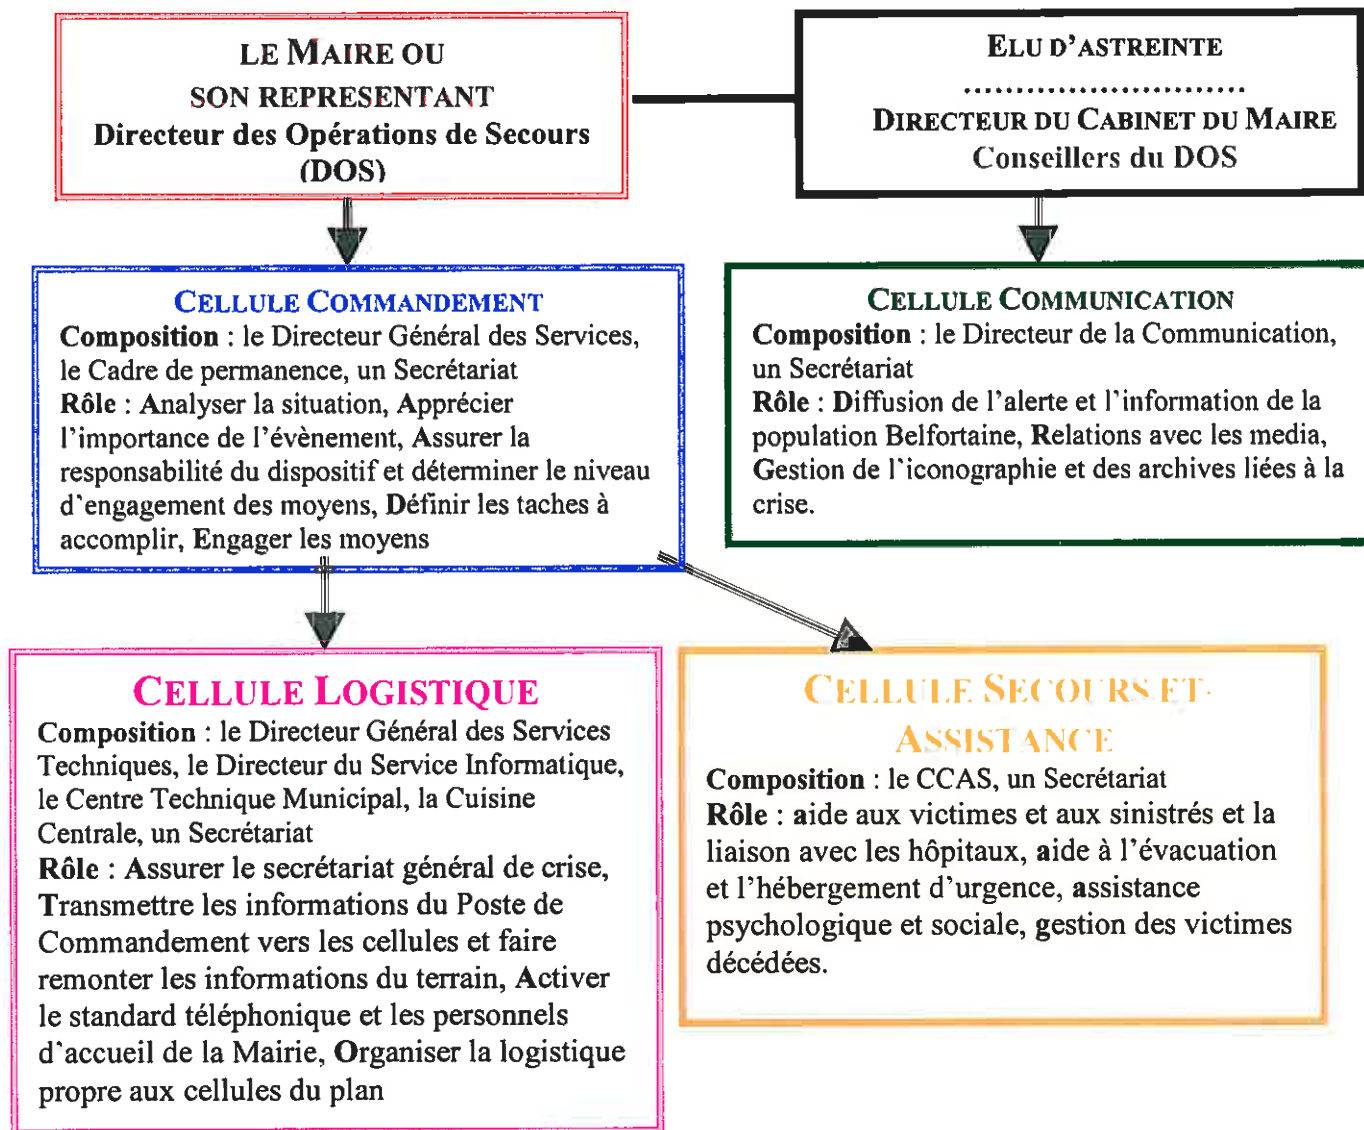 LE MAIRE OU
SON REPRESENTANT
Directeur des Opérations de Secours
(DOS)
ELU D'ASTREINTE
............................
DIRECTEUR DU CABINET DU MAIRE
Conseillers du DOS
CELLULE COMMANDEMENT
Composition : le Directeur Général des Services,
le Cadre de permanence, un Secrétariat
Rôle : Analyser la situation, Apprécier
l'importance de l'évènement, Assurer la
responsabilité du dispositif et déterminer le niveau
d'engagement des moyens, Définir les taches à
accomplir, Engager les moyens
CELLULE COMMUNICATION
Composition : le Directeur de la Communication,
un Secrétariat
Rôle : Diffusion de l'alerte et l'information de la
population Belfortaine, Relations avec les media,
Gestion de l'iconographie et des archives liées à la
crise.
CELLULE LOGISTIQUE
Composition : le Directeur Général des Services
Techniques, le Directeur du Service Informatique,
le Centre Technique Municipal, la Cuisine
Centrale, un Secrétariat
Rôle : Assurer le secrétariat général de crise,
Transmettre les informations du Poste de
Commandement vers les cellules et faire
remonter les informations du terrain, Activer
le standard téléphonique et les personnels
d'accueil de la Mairie, Organiser la logistique
propre aux cellules du plan
CELLULE SECOURS ET
ASSISTANCE
Composition : le CCAS, un Secrétariat
Rôle : aide aux victimes et aux sinistrés et la
liaison avec les hôpitaux, aide à l'évacuation
et l'hébergement d'urgence, assistance
psychologique et sociale, gestion des victimes
décédées.